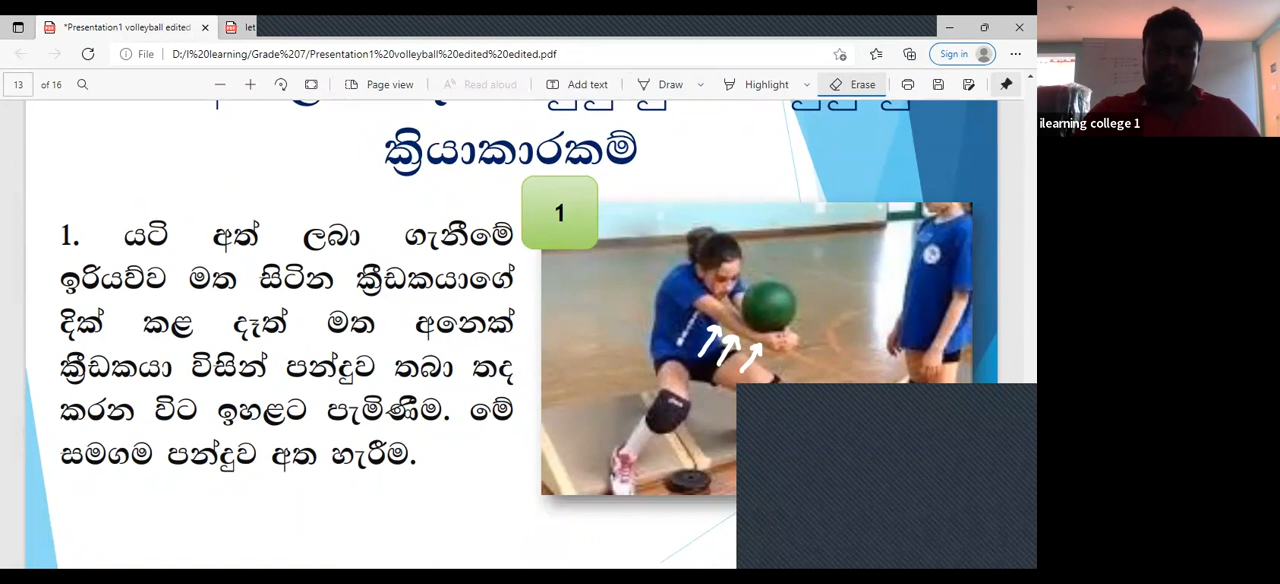 *Presentation1 volleyball edited
let
File
D:/I%20learning/Grade%207/Presentation1%20volleyball%20edited%20edited.pdf
Sign in
13 of 16
Page view
Read aloud
Add text
Draw
Highlight
Erase
ilearning college 1
ක්‍රියාකාරකම්
1
1. යටි අත් ලබා ගැනීමේ
ඉරියව්ව මත සිටින ක්‍රීඩකයාගේ
දික් කළ දෑත් මත අනෙක්
ක්‍රීඩකයා විසින් පන්දුව තබා තද
කරන විට ඉහළට පැමිණීම. මේ
සමගම පන්දුව අත හැරීම.